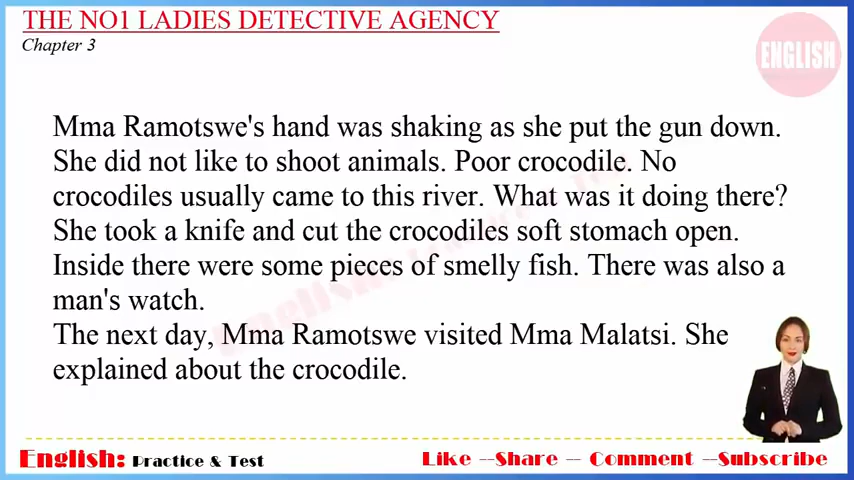 THE NO1 LADIES DETECTIVE AGENCY
Chapter 3
ENGLISH
Mma Ramotswe's hand was shaking as she put the gun down.
She did not like to shoot animals. Poor crocodile. No
crocodiles usually came to this river. What was it doing there?
She took a knife and cut the crocodiles soft stomach open.
Inside there were some pieces of smelly fish. There was also a
man's watch.
The next day, Mma Ramotswe visited Mma Malatsi. She
explained about the crocodile.
English: Practice & Test
Like --Share -- Comment --Subscribe